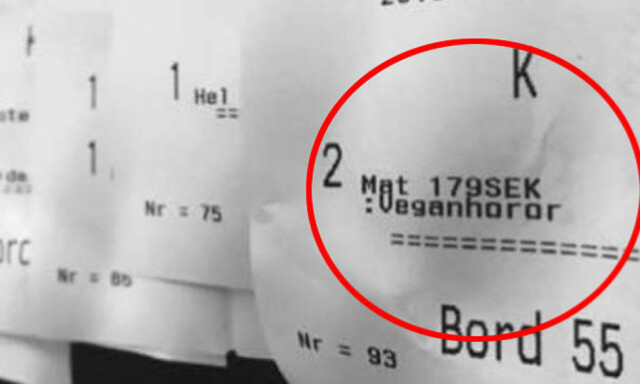 K
2 Mat 179SEK
:Veganhoror
==================
Bord 55
Nr = 93
1 Hel
==
Nr = 75
1
1
Nr = 86